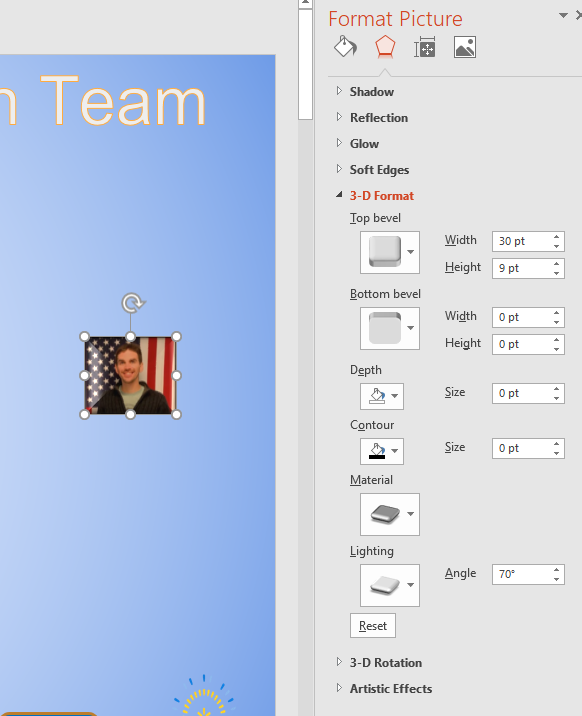 Format Picture
n Team
Shadow
Reflection
Glow
Soft Edges
3-D Format
Top bevel
Width 30 pt
Height 9 pt
Bottom bevel
Width 0 pt
Height 0 pt
Depth
Size 0 pt
Contour
Size 0 pt
Material
Lighting
Angle 70°
Reset
3-D Rotation
Artistic Effects